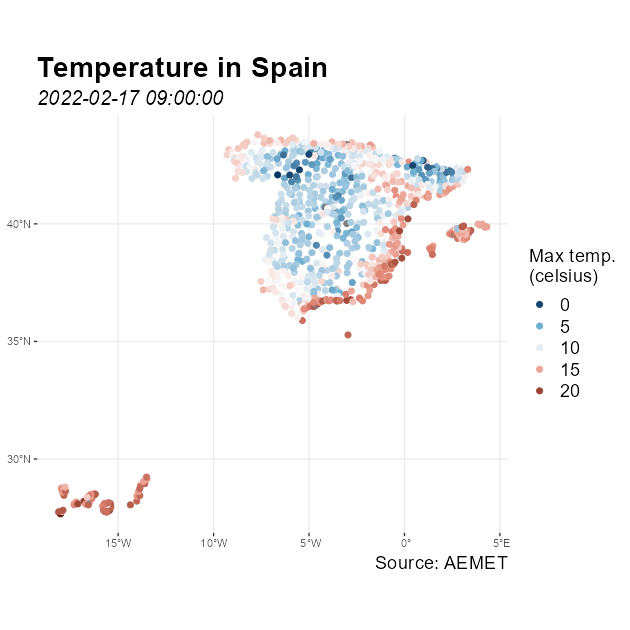 Temperature in Spain
2022-02-17 09:00:00
40°N
35°N
30°N
15°W
10°W
5°W
0°
5°E
Max temp.
(celsius)
0
5
10
15
20
Source: AEMET